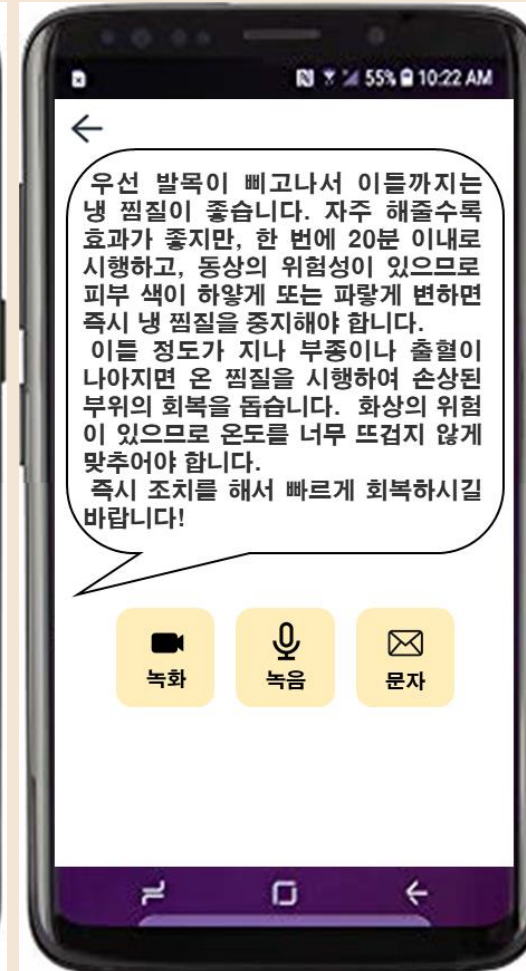 55% 10:22 AM
우선 발목이 삐고나서 이틀까지는
냉 찜질이 좋습니다. 자주 해줄수록
효과가 좋지만, 한 번에 20분 이내로
시행하고, 동상의 위험성이 있으므로
피부 색이 하얗게 또는 파랗게 변하면
즉시 냉 찜질을 중지해야 합니다.
이틀 정도가 지나 부종이나 출혈이
나아지면 온 찜질을 시행하여 손상된
부위의 회복을 돕습니다. 화상의 위험
이 있으므로 온도를 너무 뜨겁지 않게
맞추어야 합니다.
즉시 조치를 해서 빠르게 회복하시길
바랍니다!
녹화 녹음 문자